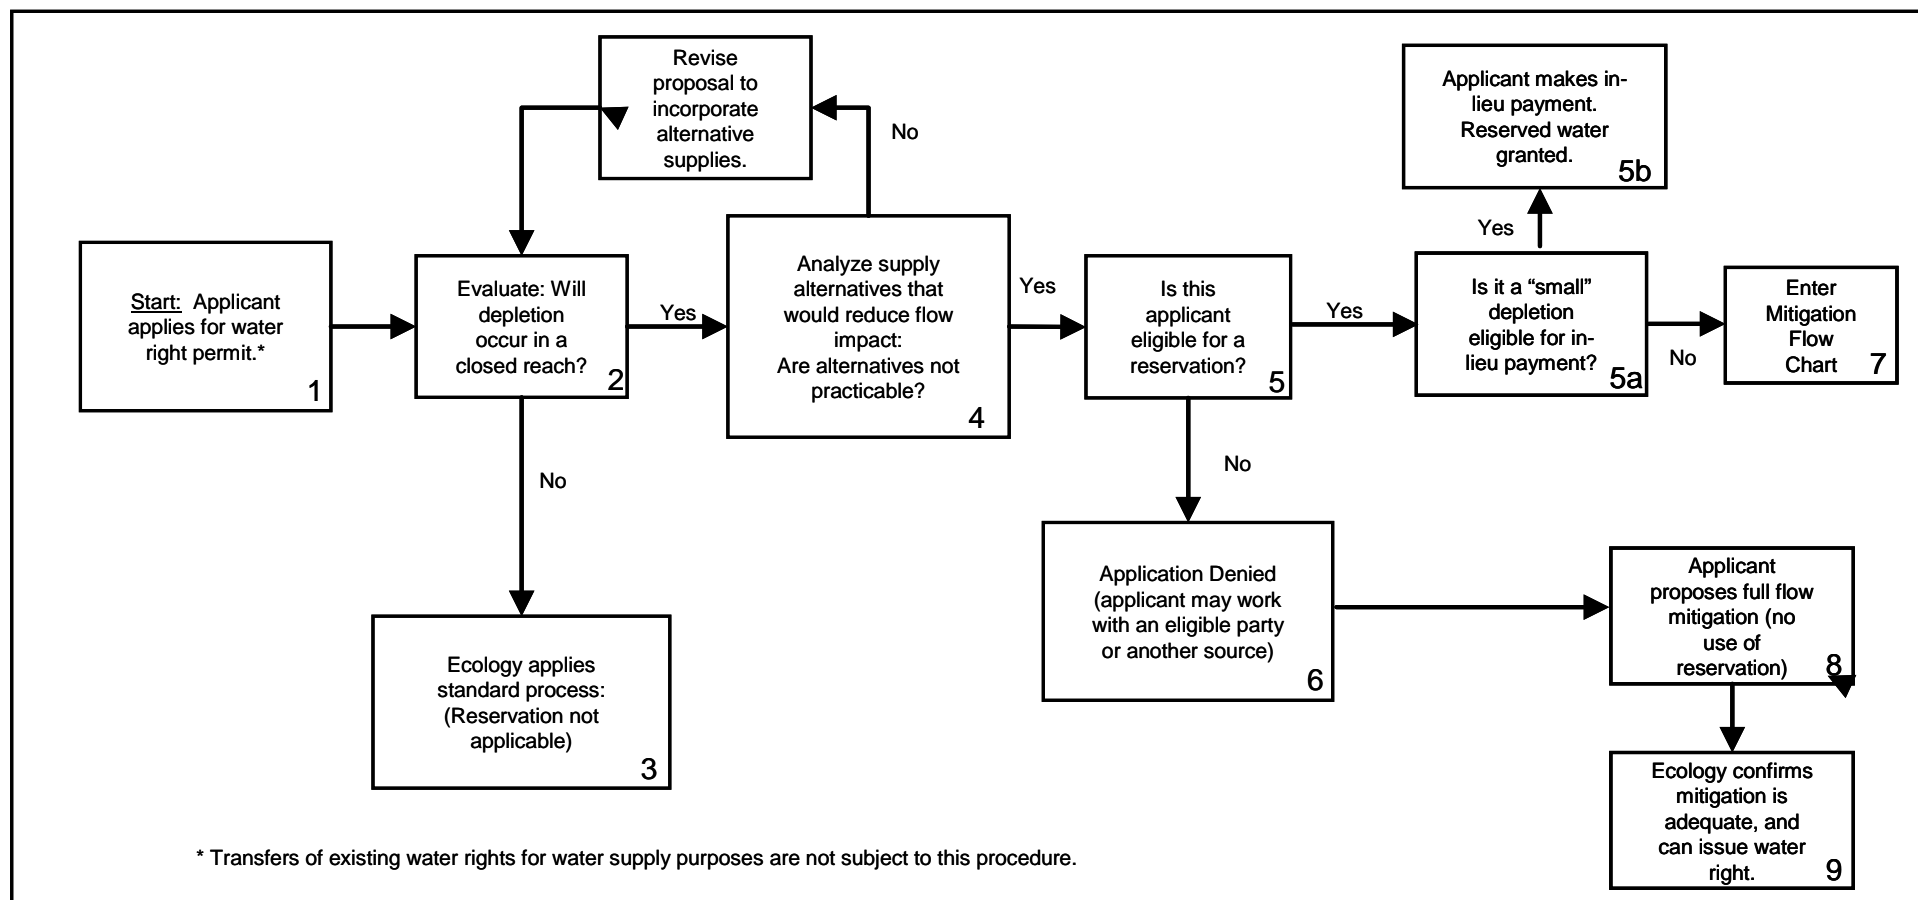 Revise
proposal to
incorporate
alternative
supplies.
No
Applicant makes in-
lieu payment.
Reserved water
granted.
5b
Yes
Start: Applicant
applies for water
right permit.*
1
Evaluate: Will
depletion
occur in a
closed reach?
2
Yes
Analyze supply
alternatives that
would reduce flow
impact:
Are alternatives not
practicable?
4
Yes
Is this
applicant
eligible for a
reservation?
5
Yes
Is it a “small”
depletion
eligible for in-
lieu payment?
5a
No
Enter
Mitigation
Flow
Chart
7
No
No
Ecology applies
standard process:
(Reservation not
applicable)
3
Application Denied
(applicant may work
with an eligible party
or another source)
6
Applicant
proposes full flow
mitigation (no
use of
reservation)
8
Ecology confirms
mitigation is
adequate, and
can issue water
right.
9
* Transfers of existing water rights for water supply purposes are not subject to this procedure.